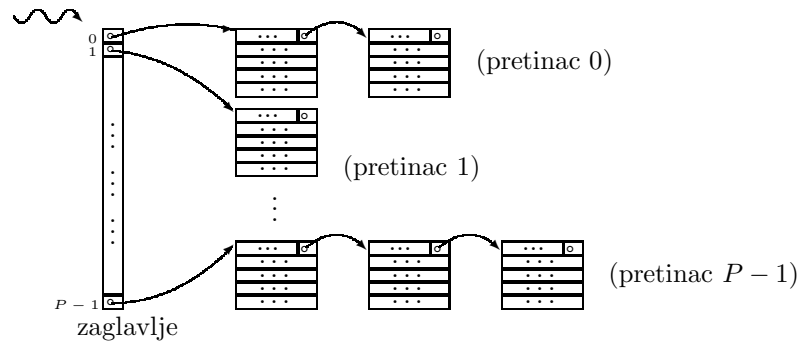 0
1
(pretinac 0)
(pretinac 1)
(pretinac P − 1)
P − 1
zaglavlje